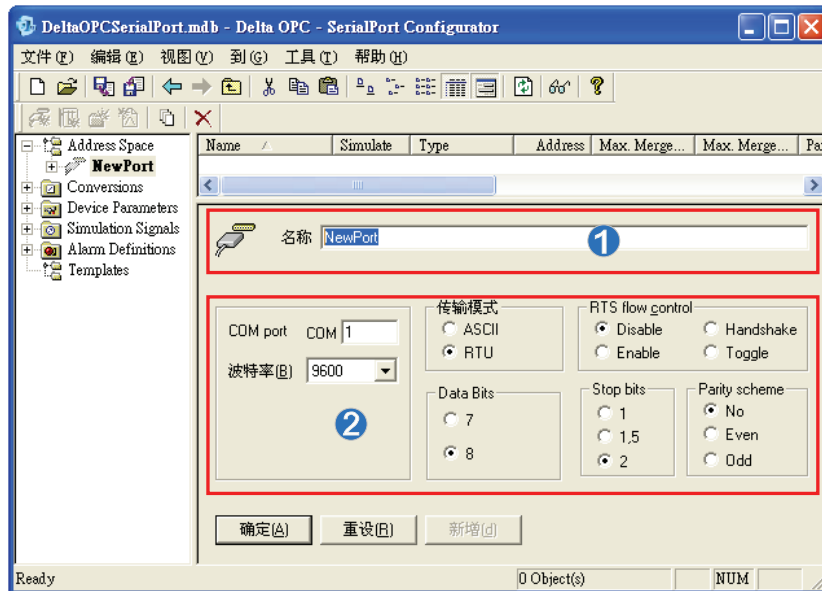 DeltaOPCSerialPort.mdb - Delta OPC - SerialPort Configurator
文件(F) 编辑(E) 视图(V) 到(G) 工具(T) 帮助(H)
Address Space
NewPort
Conversions
Device Parameters
Simulation Signals
Alarm Definitions
Templates
Name Simulate Type Address Max. Merge... Max. Merge...
名称 NewPort 1
COM port COM 1
波特率(B) 9600
2
传输模式
ASCII
RTU
RTS flow control
Disable Handshake
Enable Toggle
Data Bits
7
8
Stop bits
1
1,5
2
Parity scheme
No
Even
Odd
确定(A) 重设(R) 新增(d)
Ready 0 Object(s) NUM